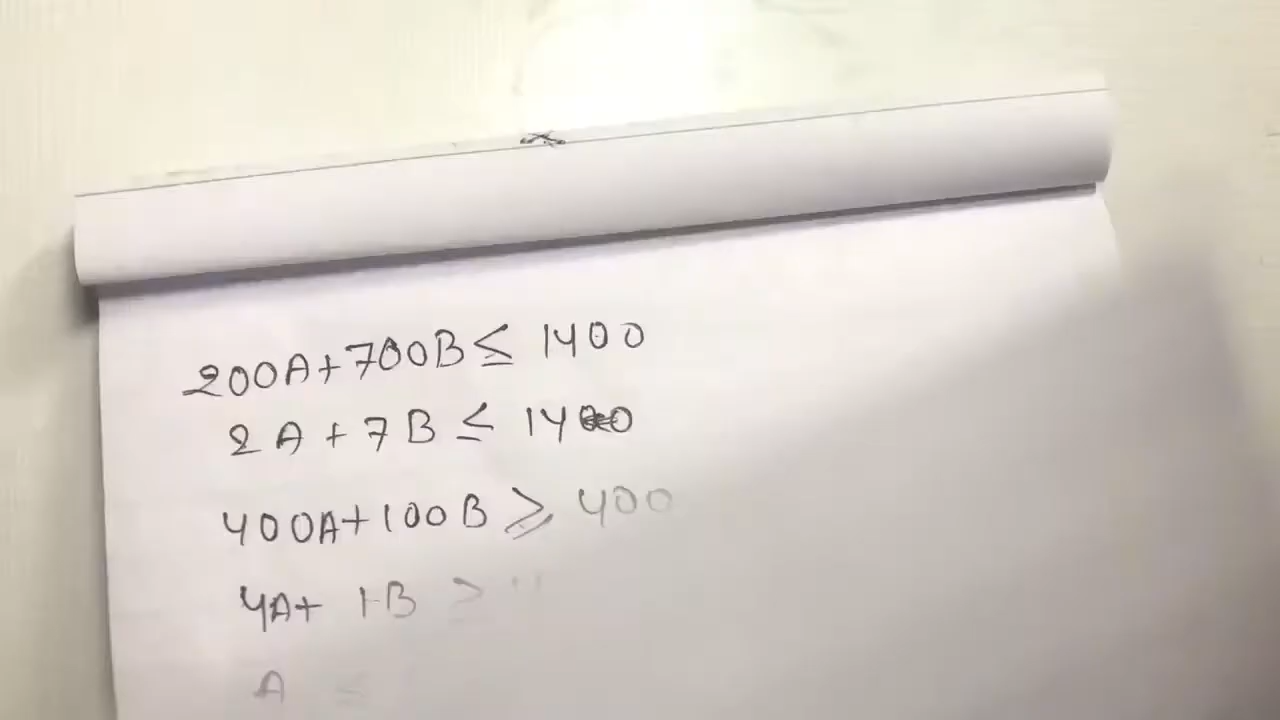 200A+700B ≤ 1400
2A + 7B ≤ 14
400A+100B ≥ 400
4A+ 1B >
A ≤